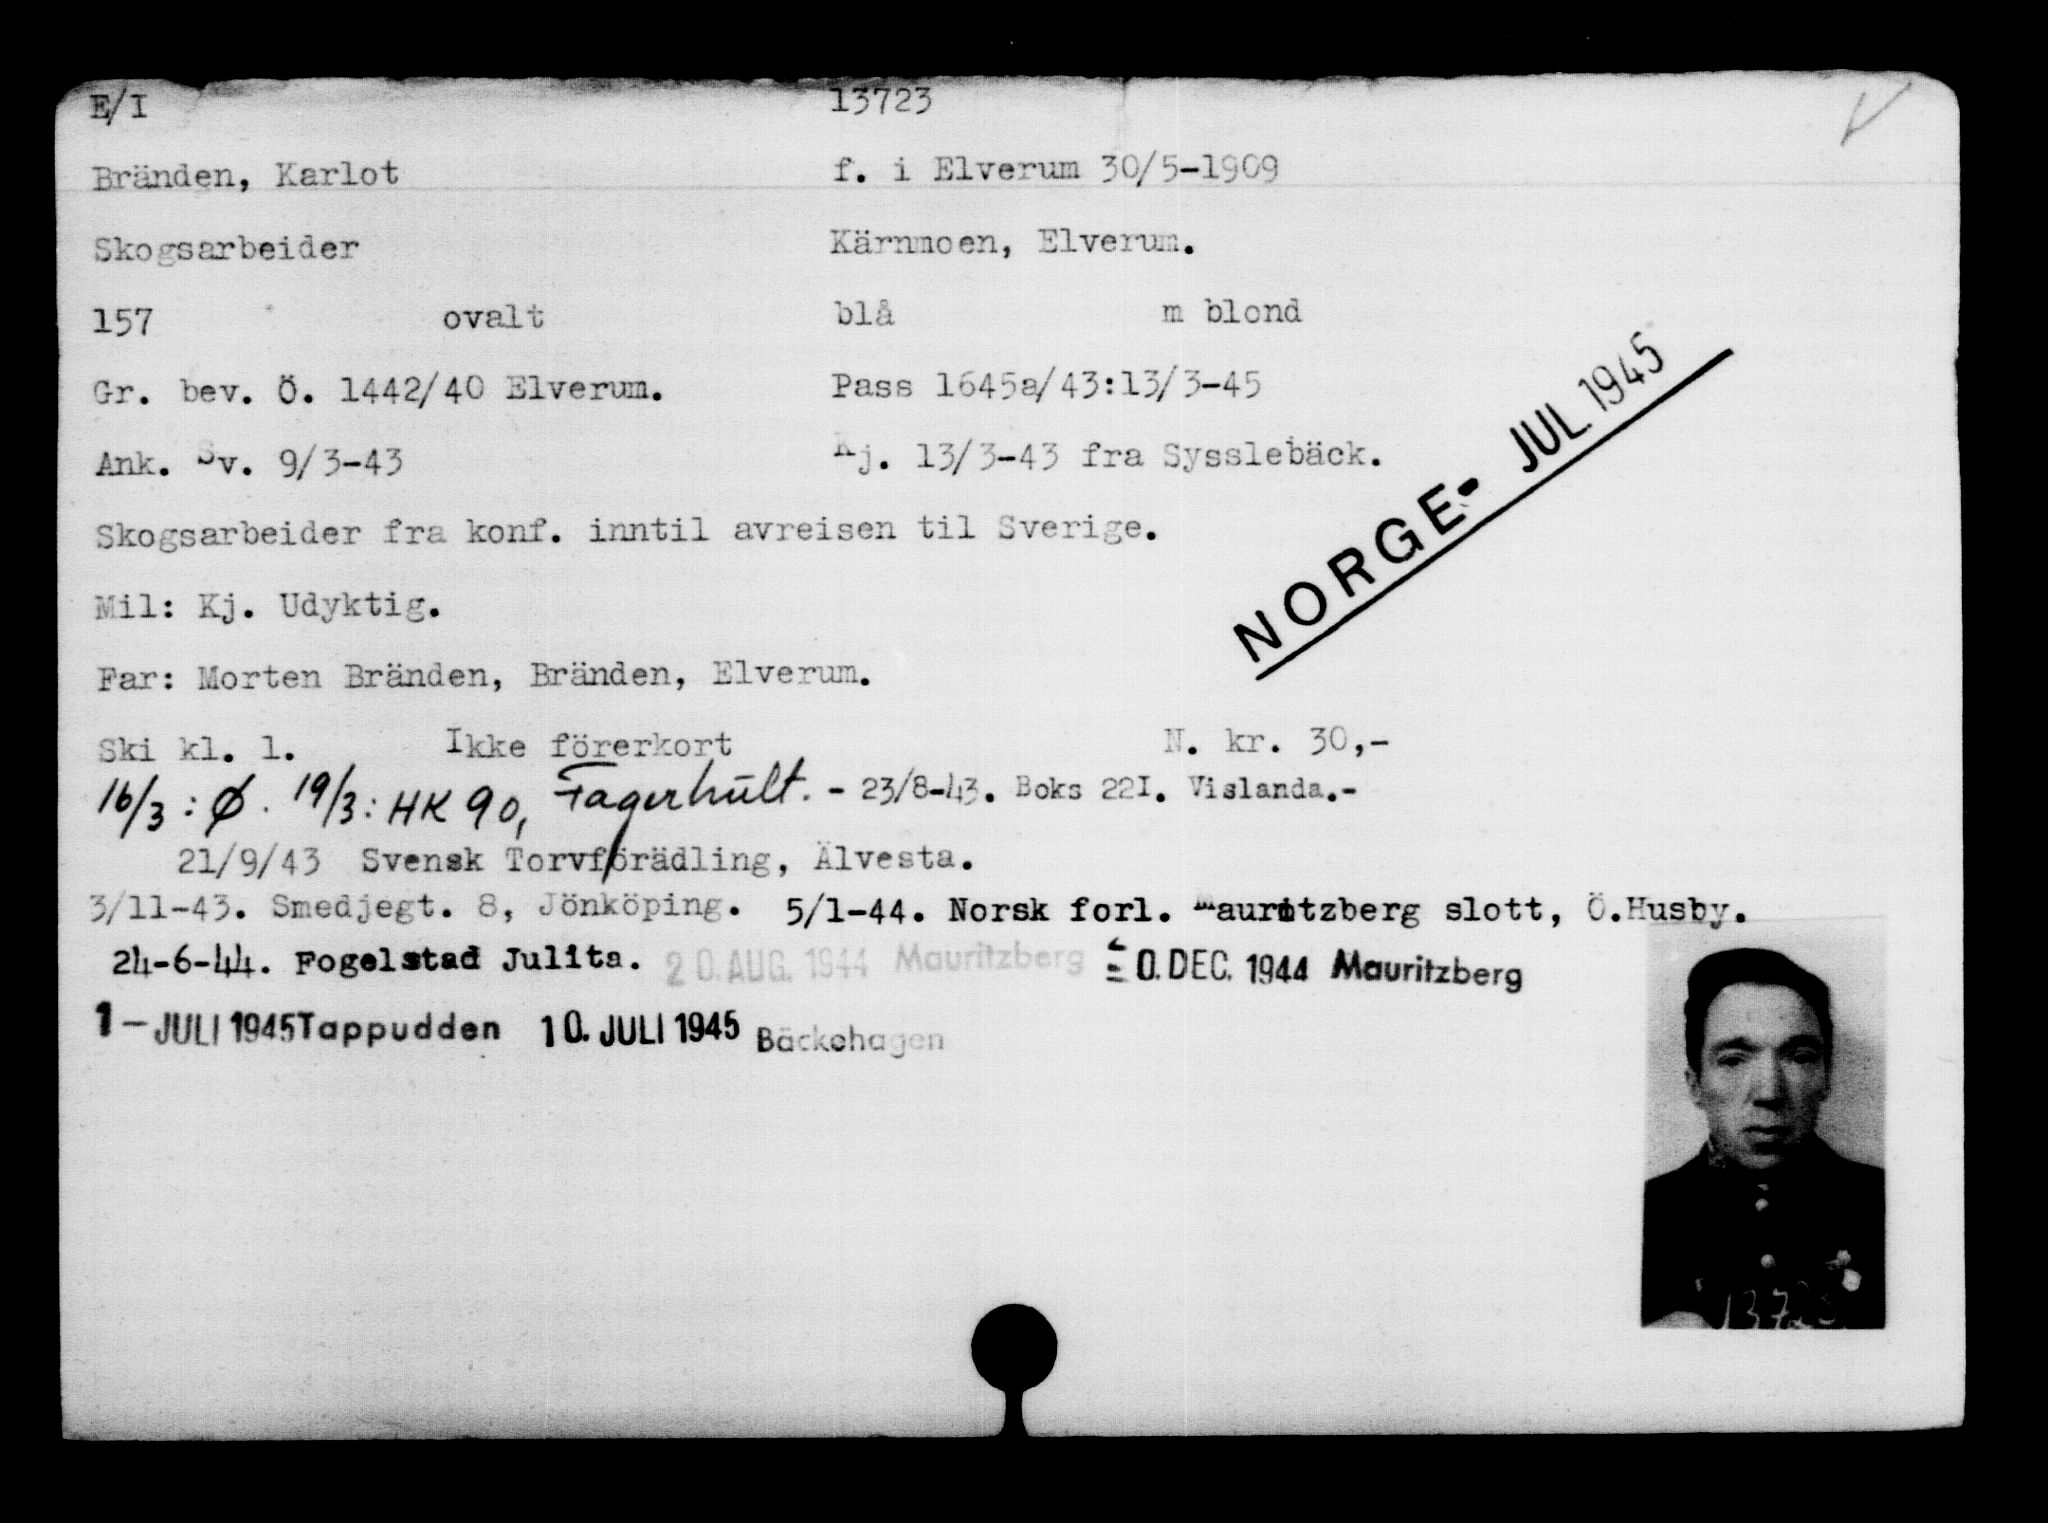 E/I 13723
Bränden, Karlot f. i Elverum 30/5-1909
Skogsarbeider Kärnmoen, Elverum.
157 ovalt blå m blond
Gr. bev. Ö. 1442/40 Elverum. Pass 1645a/43:13/3-45
Ank. Sv. 9/3-43 Kj. 13/3-43 fra Sysslebäck.
NORGE - JUL 1945
Skogsarbeider fra konf. inntil avreisen til Sverige.
Mil: Kj. Udyktig.
Far: Morten Bränden, Bränden, Elverum.
Ski kl. 1. Ikke förerkort N. kr. 30,-
16/3 : Ø. 19/3: HK 90, Fagerhult. - 23/8-43. Boks 22I. Vislanda.-
21/9/43 Svensk Torvförädling, Älvesta.
3/11-43. Smedjegt. 8, Jönköping. 5/1-44. Norsk forl. Mauritzberg slott, Ö.Husby.
24-6-44. Fogelstad Julita. 20. AUG. 1944 Mauritzberg 20. DEC. 1944 Mauritzberg
1 - JULI 1945 Tappudden 10. JULI 1945 Bäckehagen
13723